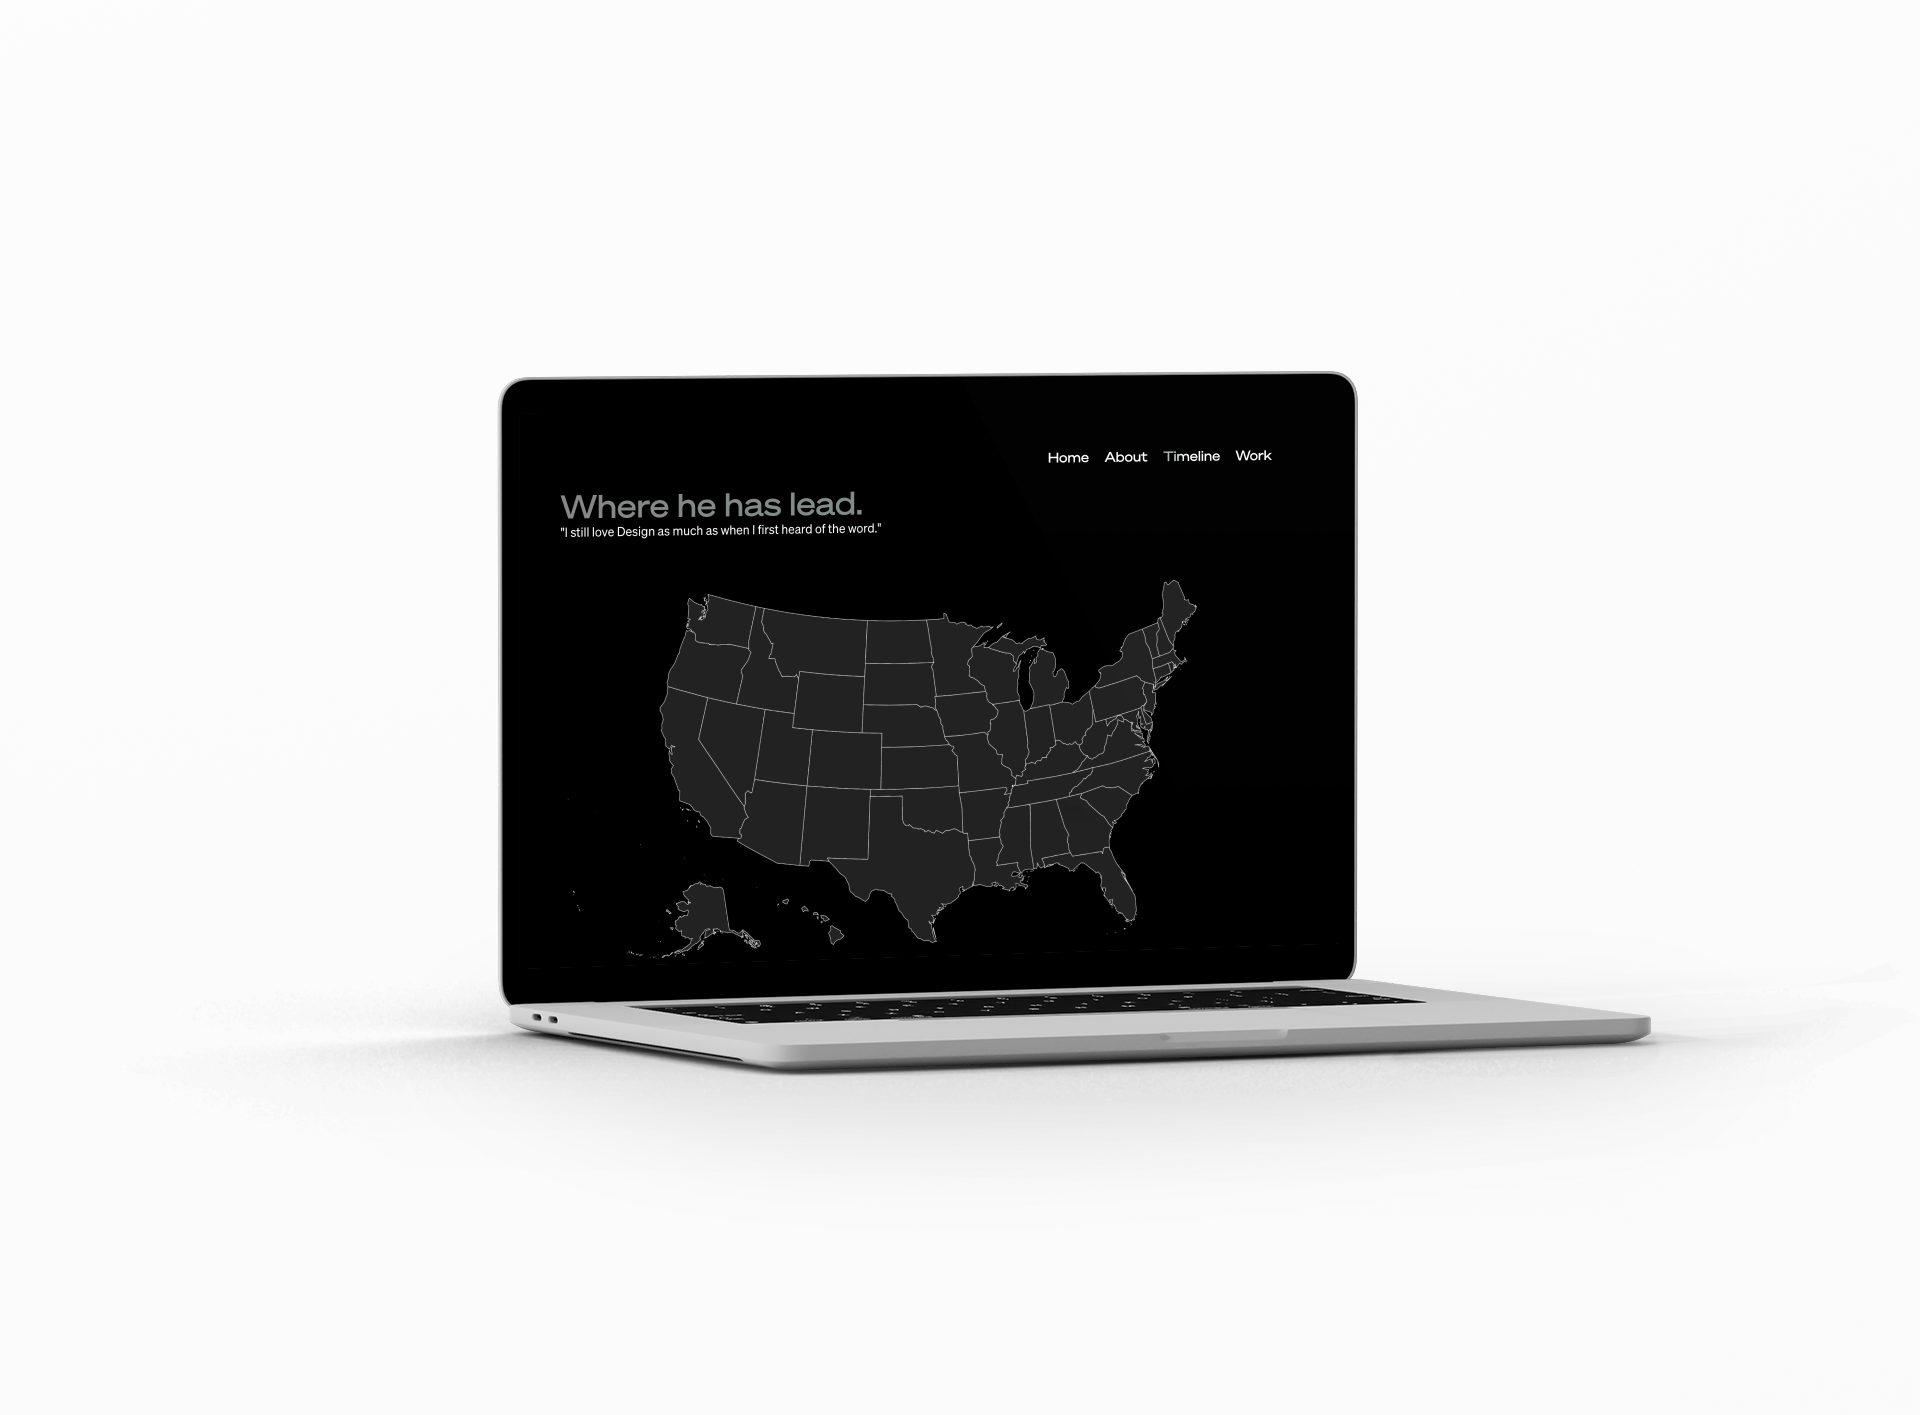 Home About Timeline Work
Where he has lead.
"I still love Design as much as when I first heard of the word."